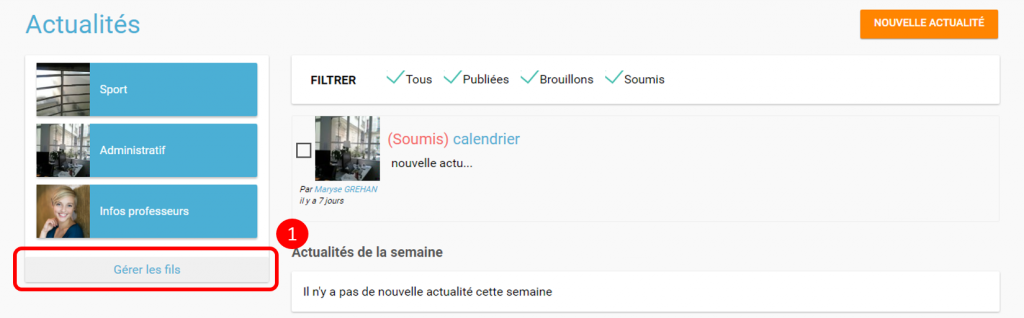 Actualités
NOUVELLE ACTUALITÉ
Sport
Administratif
Infos professeurs
Gérer les fils
1
FILTRER Tous Publiées Brouillons Soumis
(Soumis) calendrier
nouvelle actu...
Par Maryse GREHAN
il y a 7 jours
Actualités de la semaine
Il n'y a pas de nouvelle actualité cette semaine